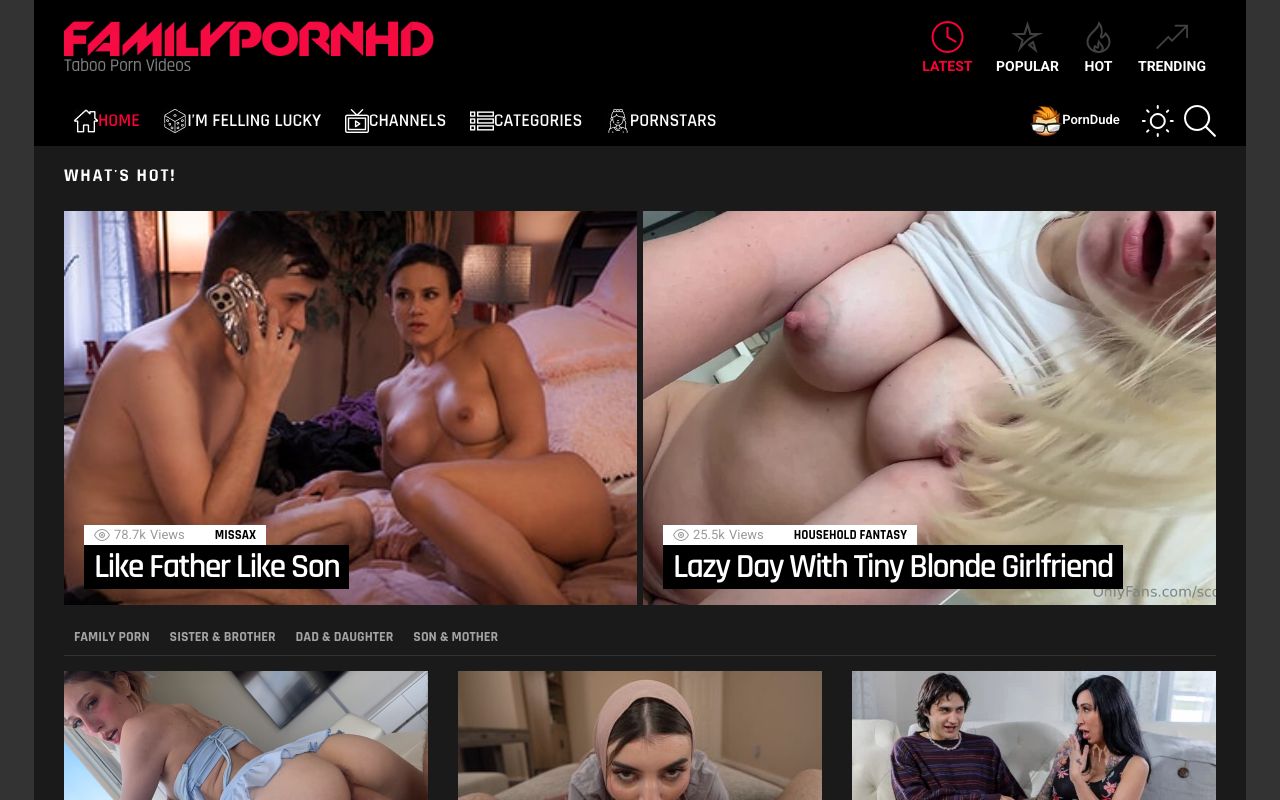 FAMILYPORNHD
Taboo Porn Videos
LATEST
POPULAR
HOT
TRENDING
HOME
I'M FELLING LUCKY
CHANNELS
CATEGORIES
PORNSTARS
PornDude
WHAT'S HOT!
78.7k Views MISSAX
Like Father Like Son
25.5k Views HOUSEHOLD FANTASY
Lazy Day With Tiny Blonde Girlfriend
OnlyFans.com/sco
FAMILY PORN SISTER & BROTHER DAD & DAUGHTER SON & MOTHER